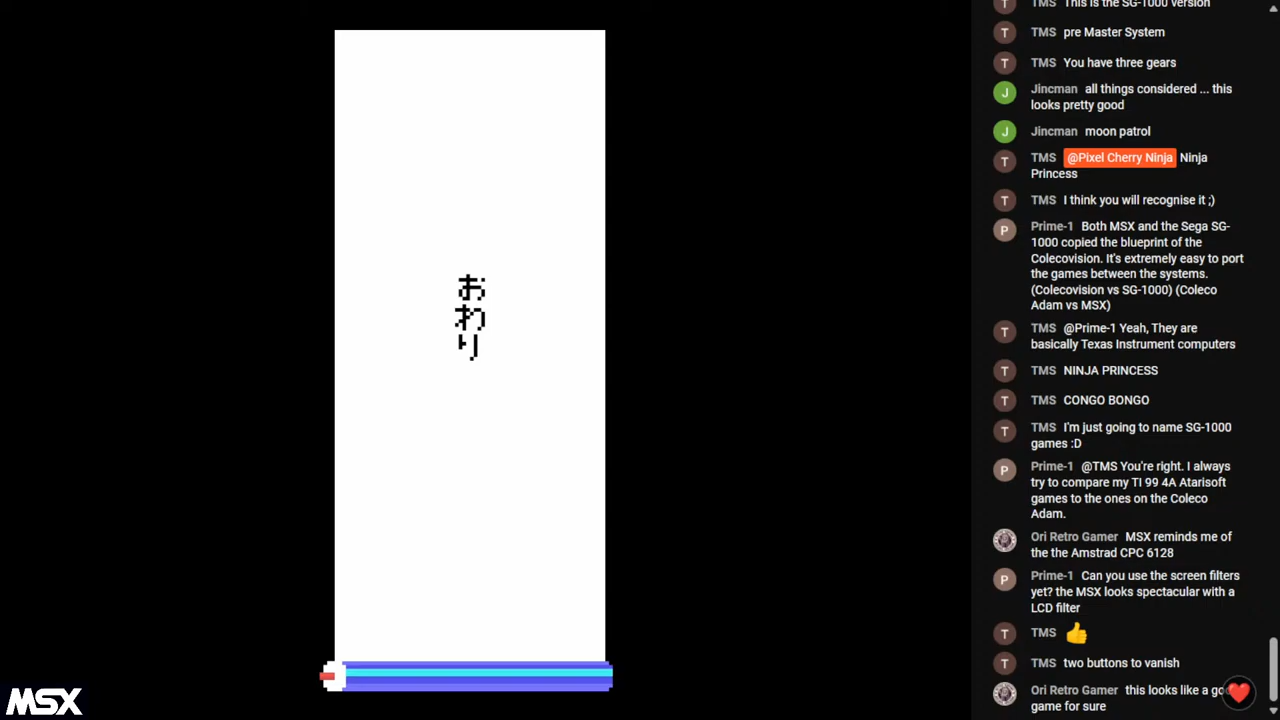 おわり
MSX
TMS This is the SG-1000 version
TMS pre Master System
TMS You have three gears
Jincman all things considered ... this
looks pretty good
Jincman moon patrol
TMS @Pixel Cherry Ninja Ninja
Princess
TMS I think you will recognise it ;)
Prime-1 Both MSX and the Sega SG-
1000 copied the blueprint of the
Colecovision. It's extremely easy to port
the games between the systems.
(Colecovision vs SG-1000) (Coleco
Adam vs MSX)
TMS @Prime-1 Yeah, They are
basically Texas Instrument computers
TMS NINJA PRINCESS
TMS CONGO BONGO
TMS I'm just going to name SG-1000
games :D
Prime-1 @TMS You're right. I always
try to compare my TI 99 4A Atarisoft
games to the ones on the Coleco
Adam.
Ori Retro Gamer MSX reminds me of
the the Amstrad CPC 6128
Prime-1 Can you use the screen filters
yet? the MSX looks spectacular with a
LCD filter
TMS 👍
TMS two buttons to vanish
Ori Retro Gamer this looks like a
game for sure